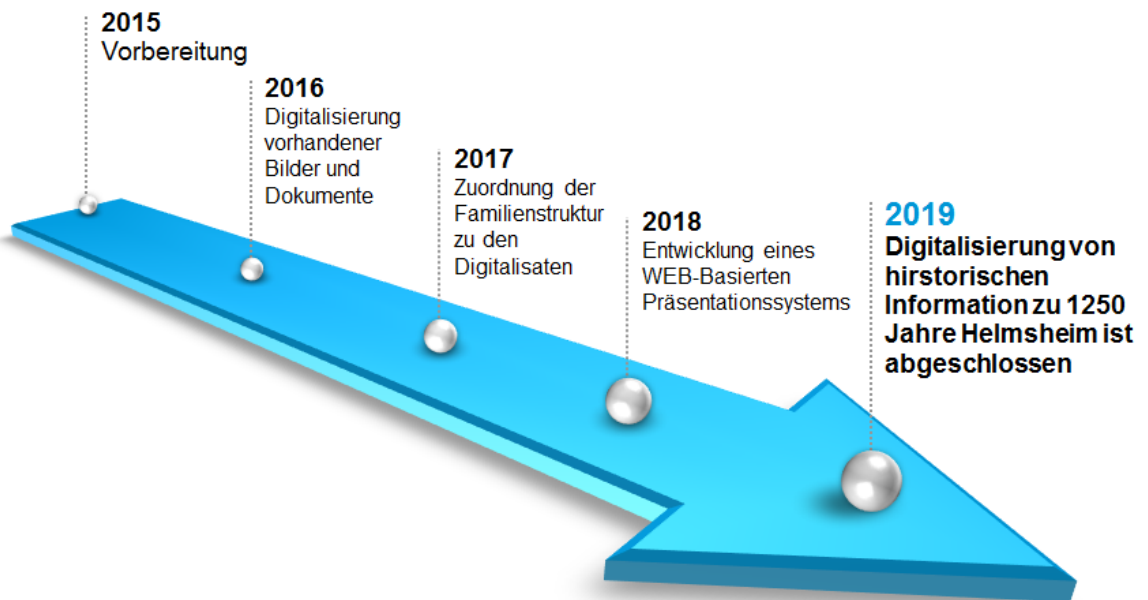 2015
Vorbereitung
2016
Digitalisierung
vorhandener
Bilder und
Dokumente
2017
Zuordnung der
Familienstruktur
zu den
Digitalisaten
2018
Entwicklung eines
WEB-Basierten
Präsentationssystems
2019
Digitalisierung von
hirstorischen
Information zu 1250
Jahre Helmsheim ist
abgeschlossen